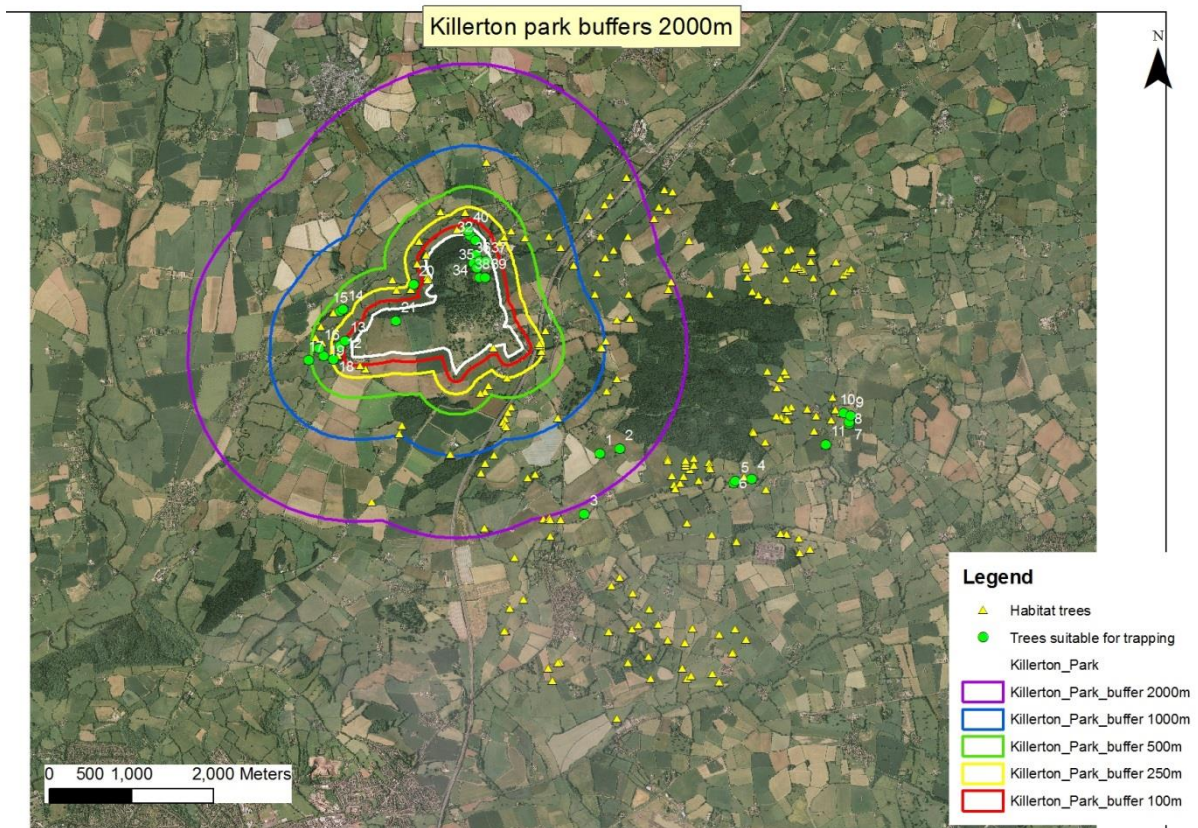 Killerton park buffers 2000m
N
40
32
36 37
35
34 38 39
20
21
15 14
13
16
12
17
19
18
1
2
3
4
5
6
10 9
8
7
11
Legend
Habitat trees
Trees suitable for trapping
Killerton_Park
Killerton_Park_buffer 2000m
Killerton_Park_buffer 1000m
Killerton_Park_buffer 500m
Killerton_Park_buffer 250m
Killerton_Park_buffer 100m
0 500 1,000 2,000 Meters